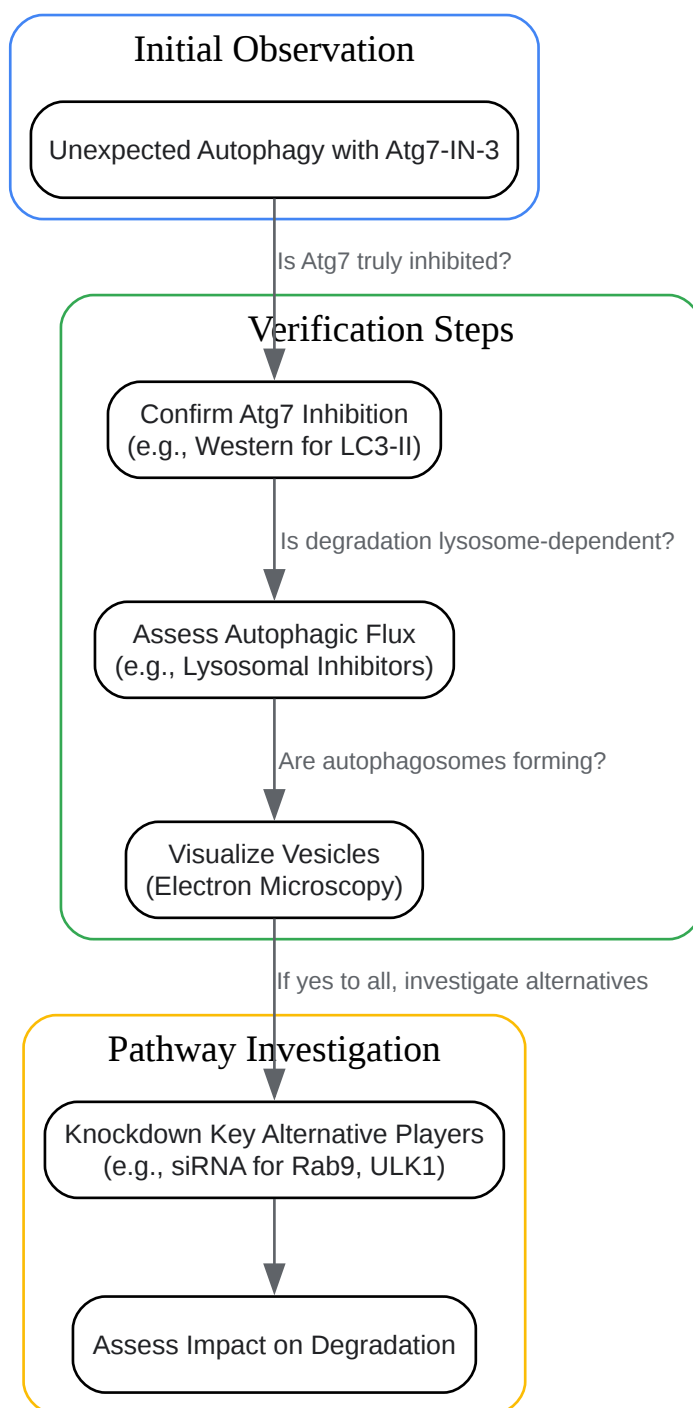 Initial Observation
Unexpected Autophagy with Atg7-IN-3
Is Atg7 truly inhibited?
Verification Steps
Confirm Atg7 Inhibition
(e.g., Western for LC3-II)
Is degradation lysosome-dependent?
Assess Autophagic Flux
(e.g., Lysosomal Inhibitors)
Are autophagosomes forming?
Visualize Vesicles
(Electron Microscopy)
If yes to all, investigate alternatives
Pathway Investigation
Knockdown Key Alternative Players
(e.g., siRNA for Rab9, ULK1)
Assess Impact on Degradation